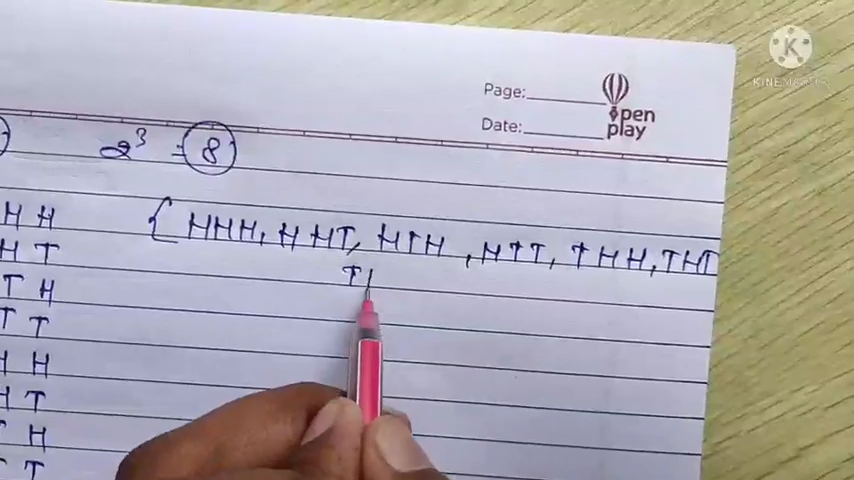 K
KINEMASTER
Page:
Date:
Open play
2³ = 8
{ HHH, HHT, HTH, HTT, THH, THT
T
H H
H T
T H
T T
H H
H T
T H
T T